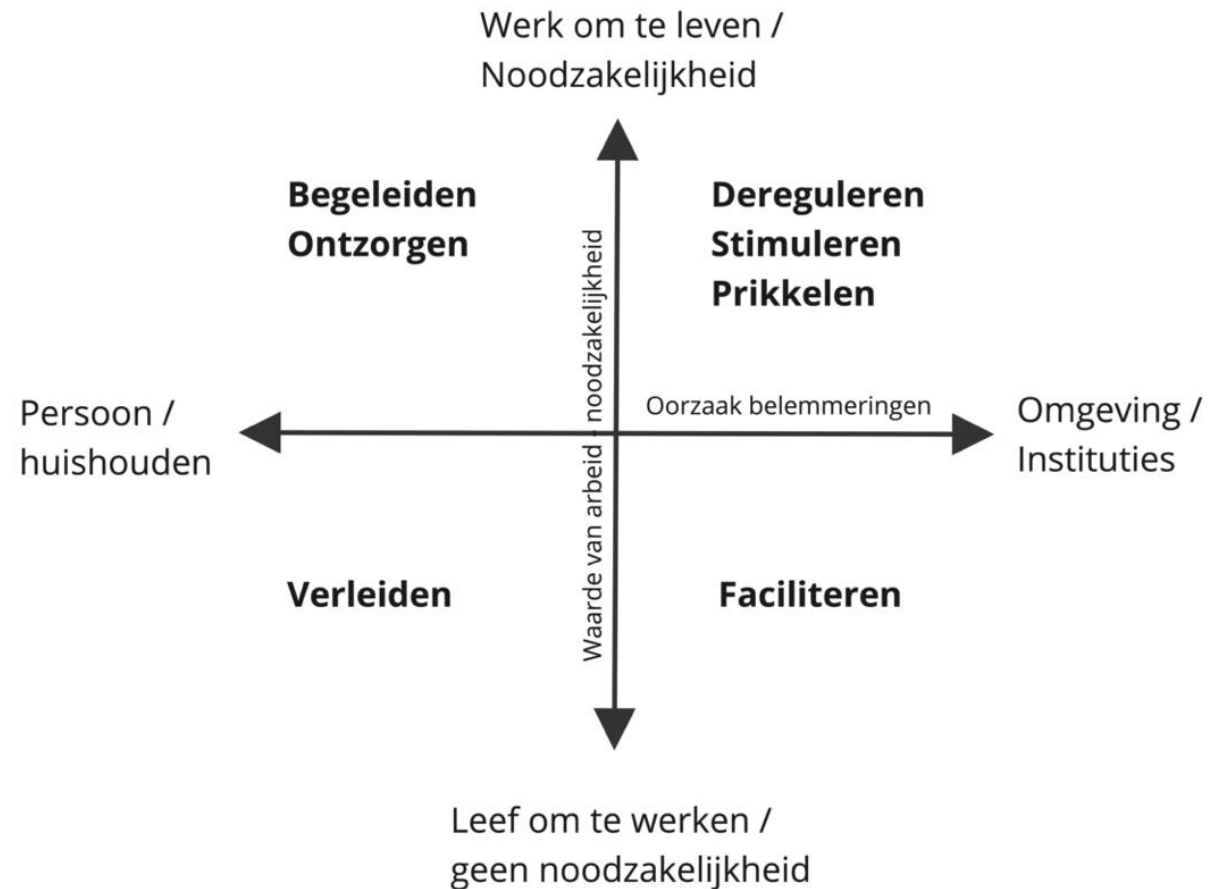 Werk om te leven /
Noodzakelijkheid
Begeleiden
Ontzorgen
Dereguleren
Stimuleren
Prikkelen
Waarde van arbeid - noodzakelijkheid
Persoon /
huishouden
Oorzaak belemmeringen
Omgeving /
Instituties
Verleiden
Faciliteren
Leef om te werken /
geen noodzakelijkheid